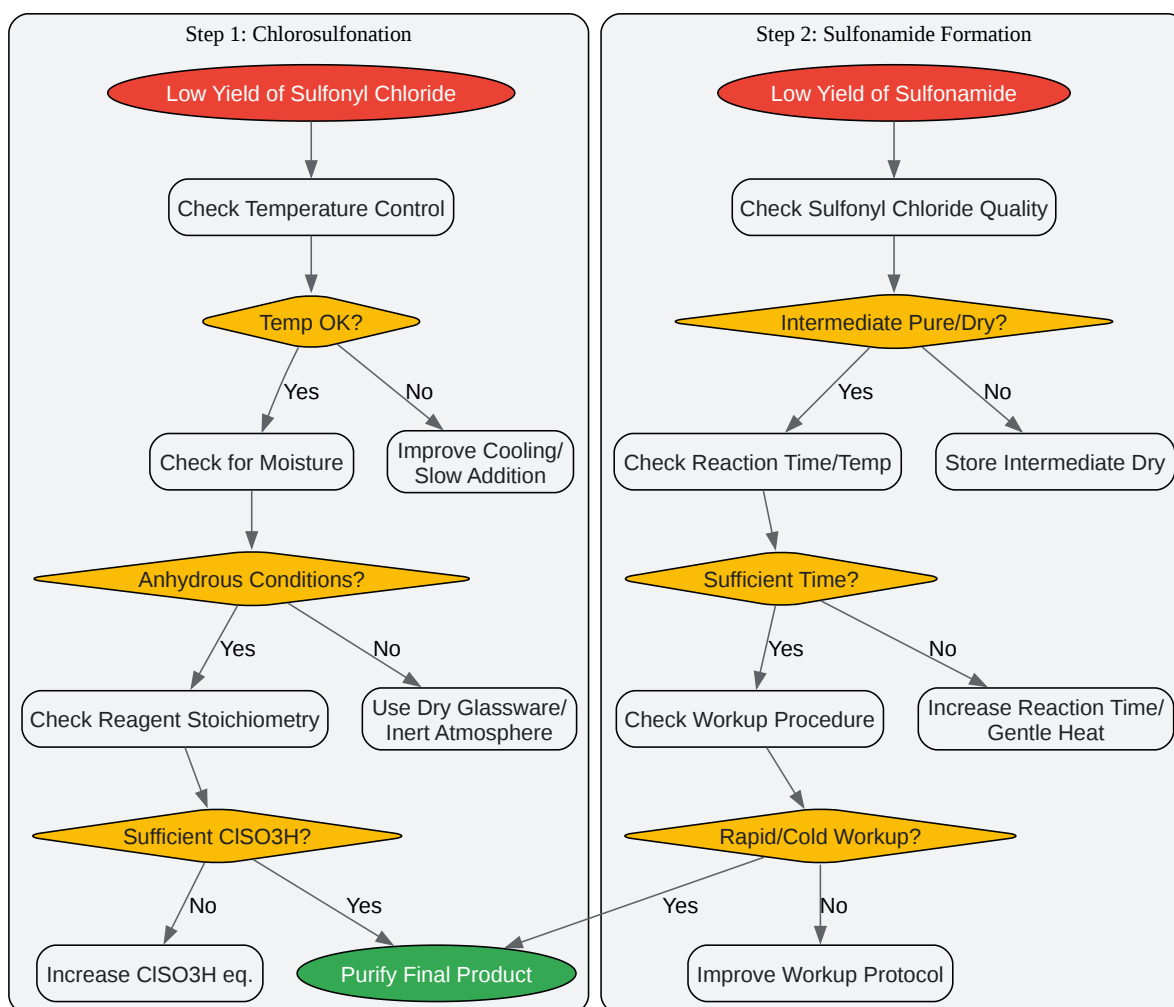 Step 1: Chlorosulfonation
Low Yield of Sulfonyl Chloride
Check Temperature Control
Temp OK?
Yes
No
Check for Moisture
Improve Cooling/
Slow Addition
Anhydrous Conditions?
Yes
No
Check Reagent Stoichiometry
Use Dry Glassware/
Inert Atmosphere
Sufficient ClSO3H?
No
Yes
Increase ClSO3H eq.
Purify Final Product
Step 2: Sulfonamide Formation
Low Yield of Sulfonamide
Check Sulfonyl Chloride Quality
Intermediate Pure/Dry?
Yes
No
Check Reaction Time/Temp
Store Intermediate Dry
Sufficient Time?
Yes
No
Check Workup Procedure
Increase Reaction Time/
Gentle Heat
Rapid/Cold Workup?
Yes
No
Improve Workup Protocol